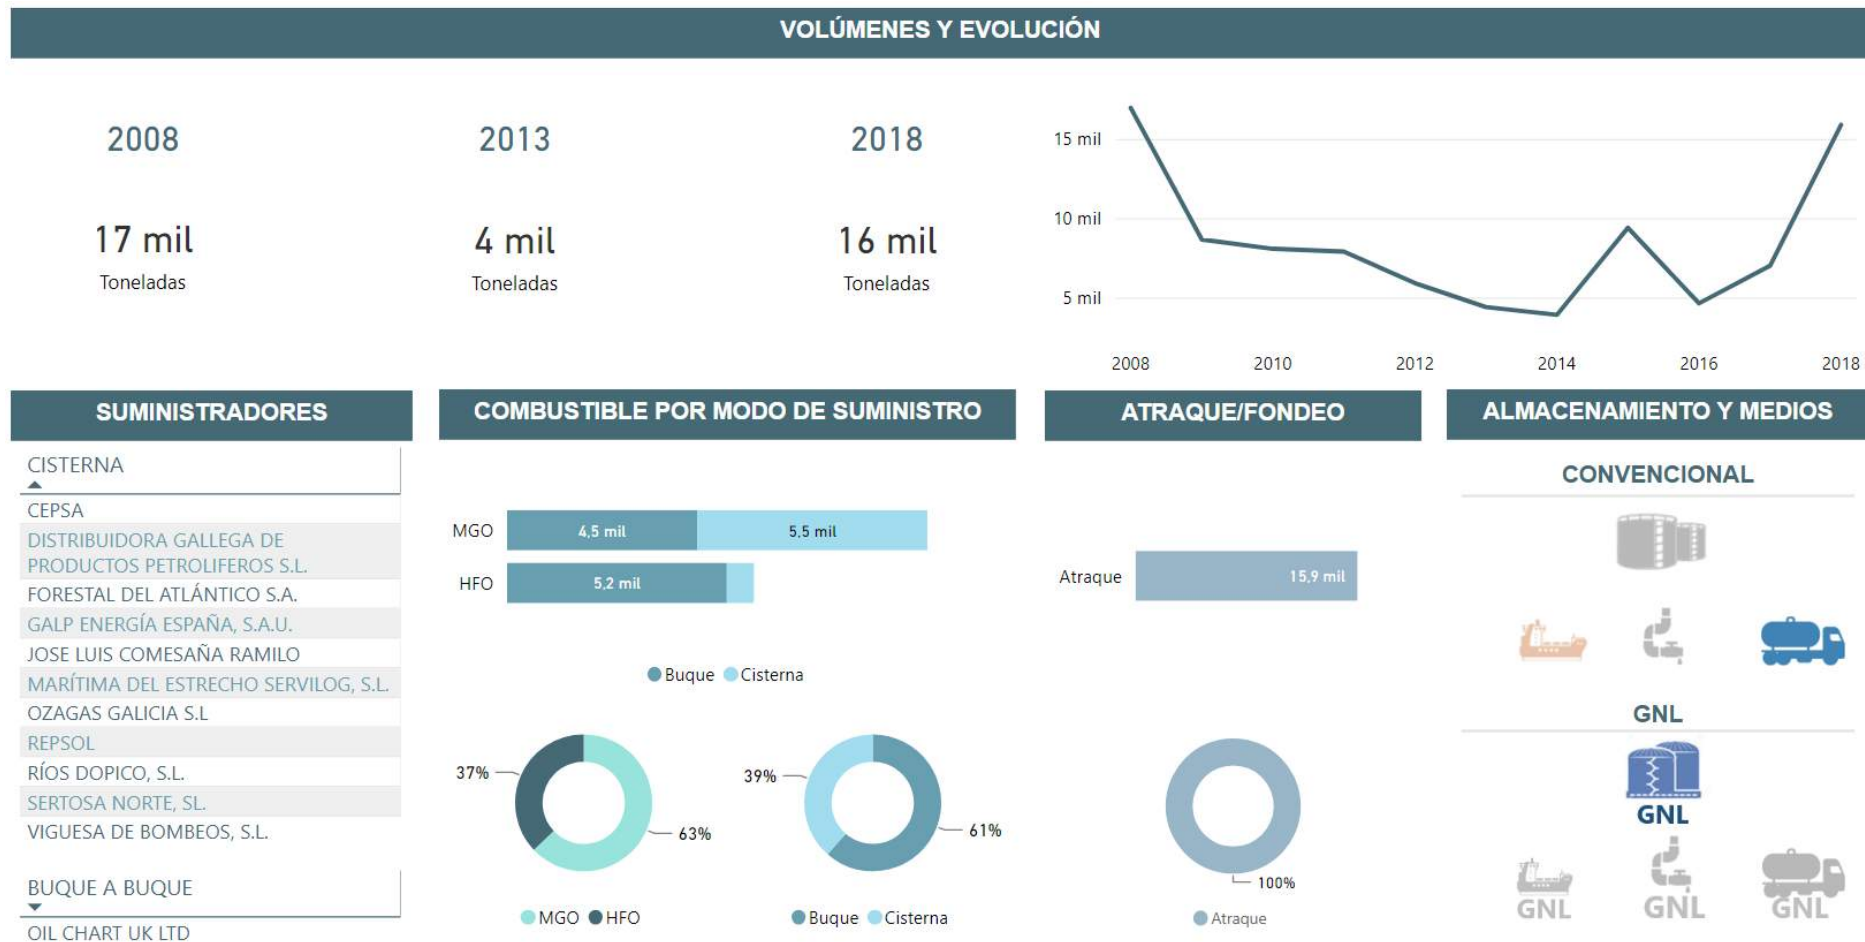 VOLÚMENES Y EVOLUCIÓN
2008
2013
2018
17 mil
4 mil
16 mil
Toneladas
Toneladas
Toneladas
15 mil
10 mil
5 mil
2008
2010
2012
2014
2016
2018
SUMINISTRADORES
CISTERNA
CEPSA
DISTRIBUIDORA GALLEGA DE
PRODUCTOS PETROLIFEROS S.L.
FORESTAL DEL ATLÁNTICO S.A.
GALP ENERGÍA ESPAÑA, S.A.U.
JOSE LUIS COMESAÑA RAMILO
MARÍTIMA DEL ESTRECHO SERVILOG, S.L.
OZAGAS GALICIA S.L
REPSOL
RÍOS DOPICO, S.L.
SERTOSA NORTE, SL.
VIGUESA DE BOMBEOS, S.L.
BUQUE A BUQUE
OIL CHART UK LTD
COMBUSTIBLE POR MODO DE SUMINISTRO
MGO
4,5 mil
5,5 mil
HFO
5,2 mil
Buque
Cisterna
37%
63%
MGO
HFO
39%
61%
Buque
Cisterna
ATRAQUE/FONDEO
Atraque
15,9 mil
100%
Atraque
ALMACENAMIENTO Y MEDIOS
CONVENCIONAL
GNL
GNL
GNL
GNL
GNL